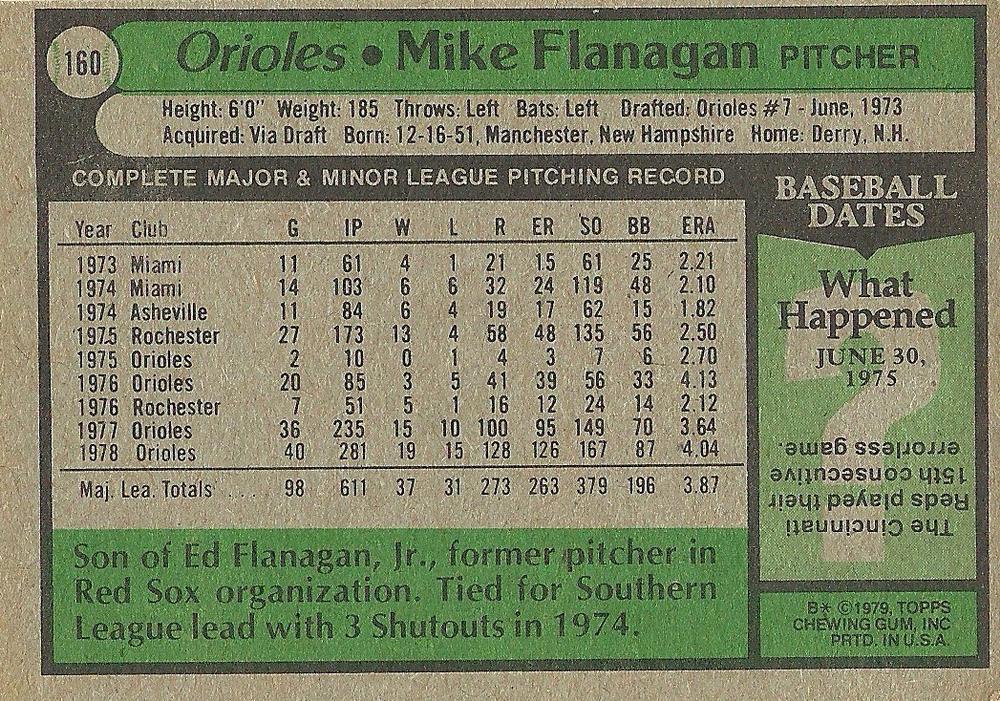 160
Orioles • Mike Flanagan PITCHER
Height: 6'0" Weight: 185 Throws: Left Bats: Left Drafted: Orioles #7 - June, 1973
Acquired: Via Draft Born: 12-16-51, Manchester, New Hampshire Home: Derry, N.H.
COMPLETE MAJOR & MINOR LEAGUE PITCHING RECORD
Year Club G IP W L R ER SO BB ERA
1973 Miami 11 61 4 1 21 15 61 25 2.21
1974 Miami 14 103 6 6 32 24 119 48 2.10
1974 Asheville 11 84 6 4 19 17 62 15 1.82
1975 Rochester 27 173 13 4 58 48 135 56 2.50
1975 Orioles 2 10 0 1 4 3 7 6 2.70
1976 Orioles 20 85 3 5 41 39 56 33 4.13
1976 Rochester 7 51 5 1 16 12 24 14 2.12
1977 Orioles 36 235 15 10 100 95 149 70 3.64
1978 Orioles 40 281 19 15 128 126 167 87 4.04
Maj. Lea. Totals .... 98 611 37 31 273 263 379 196 3.87
Son of Ed Flanagan, Jr., former pitcher in
Red Sox organization. Tied for Southern
League lead with 3 Shutouts in 1974.
BASEBALL
DATES
What
Happened
JUNE 30,
1975
?
The Cincinnati
Reds played their
15th consecutive
errorless game.
B* ©1979, TOPPS
CHEWING GUM, INC
PRTD. IN U.S.A.